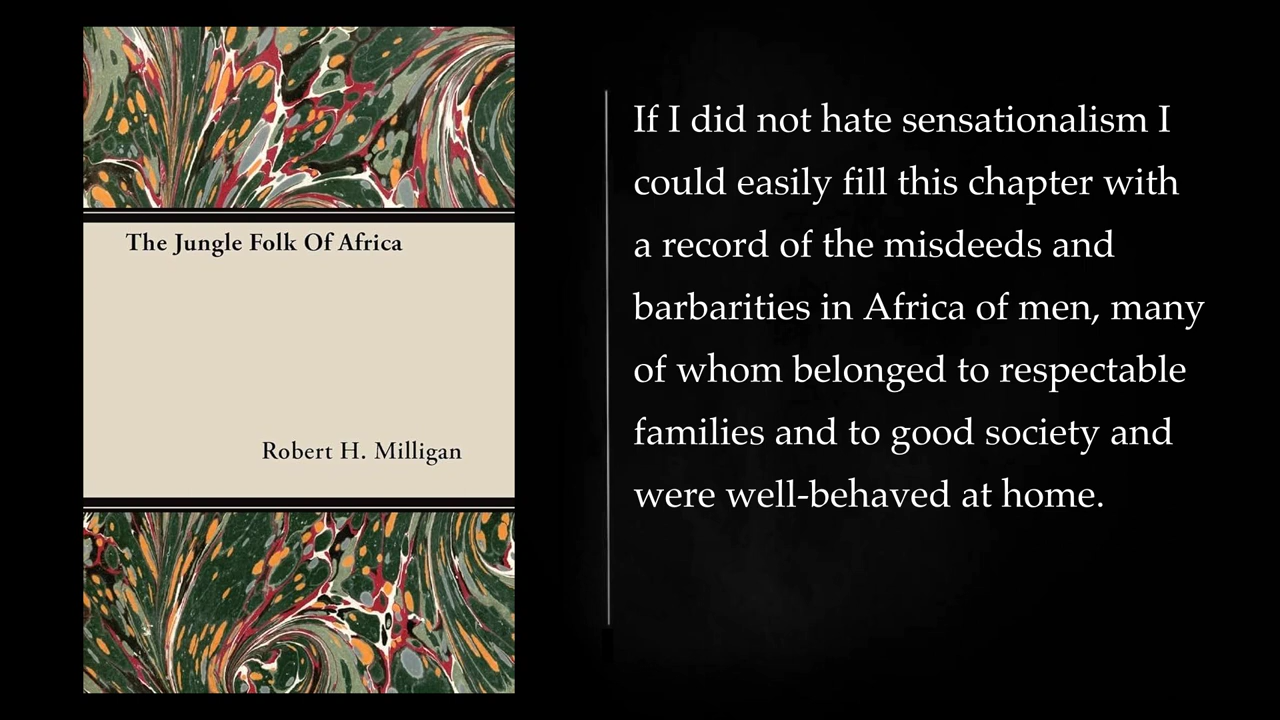 The Jungle Folk Of Africa
Robert H. Milligan
If I did not hate sensationalism I
could easily fill this chapter with
a record of the misdeeds and
barbarities in Africa of men, many
of whom belonged to respectable
families and to good society and
were well-behaved at home.